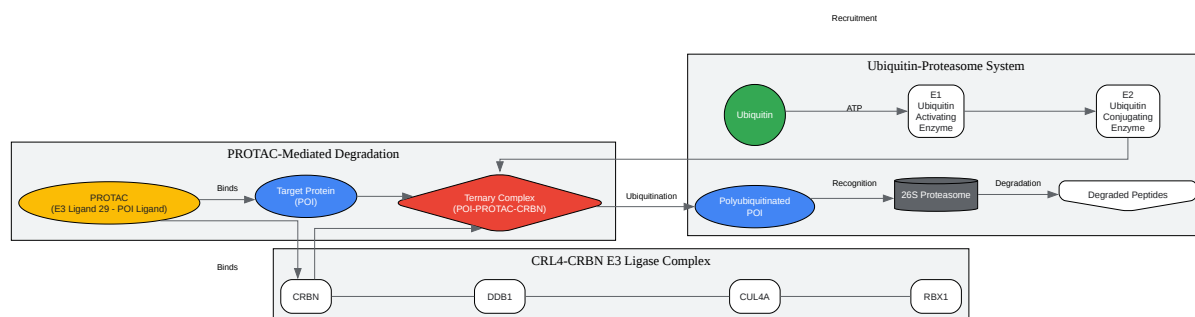 Recruitment
Ubiquitin-Proteasome System
Ubiquitin
ATP
E1
Ubiquitin
Activating
Enzyme
E2
Ubiquitin
Conjugating
Enzyme
PROTAC-Mediated Degradation
PROTAC
(E3 Ligand 29 - POI Ligand)
Binds
Target Protein
(POI)
Ternary Complex
(POI-PROTAC-CRBN)
Ubiquitination
Polyubiquitinated
POI
Recognition
26S Proteasome
Degradation
Degraded Peptides
Binds
CRL4-CRBN E3 Ligase Complex
CRBN
DDB1
CUL4A
RBX1